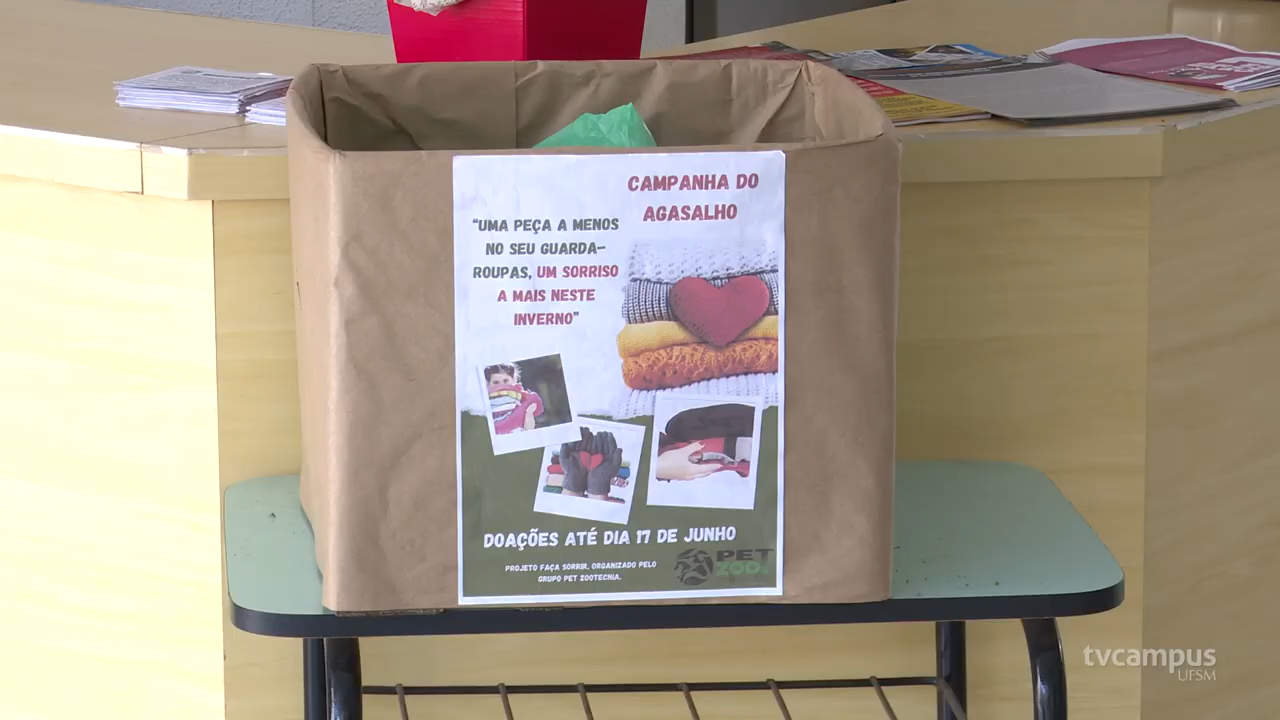 CAMPANHA DO
AGASALHO
"UMA PEÇA A MENOS
NO SEU GUARDA-
ROUPAS, UM SORRISO
A MAIS NESTE
INVERNO"
DOAÇÕES ATÉ DIA 17 DE JUNHO
PROJETO FAÇA SORRIR, ORGANIZADO PELO
GRUPO PET ZOOTECNIA.
PET
ZOO
tvcampus
UFSM